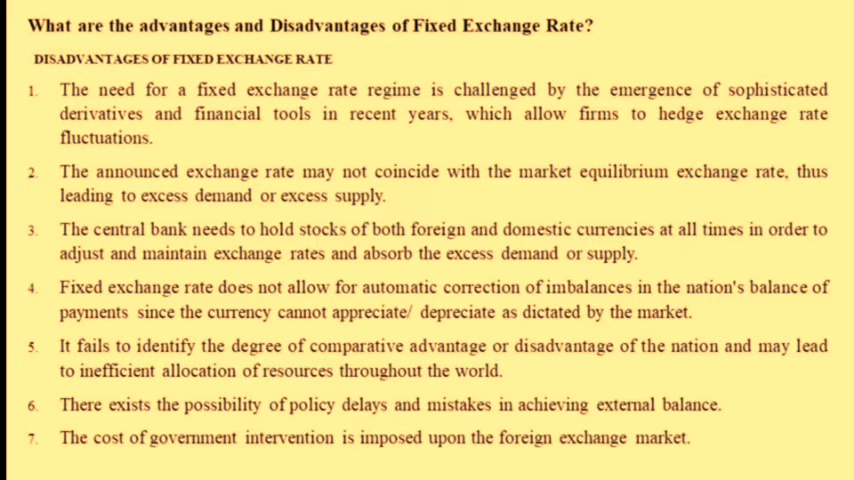 What are the advantages and Disadvantages of Fixed Exchange Rate?
DISADVANTAGES OF FIXED EXCHANGE RATE
1. The need for a fixed exchange rate regime is challenged by the emergence of sophisticated
derivatives and financial tools in recent years, which allow firms to hedge exchange rate
fluctuations.
2. The announced exchange rate may not coincide with the market equilibrium exchange rate, thus
leading to excess demand or excess supply.
3. The central bank needs to hold stocks of both foreign and domestic currencies at all times in order to
adjust and maintain exchange rates and absorb the excess demand or supply.
4. Fixed exchange rate does not allow for automatic correction of imbalances in the nation's balance of
payments since the currency cannot appreciate/ depreciate as dictated by the market.
5. It fails to identify the degree of comparative advantage or disadvantage of the nation and may lead
to inefficient allocation of resources throughout the world.
6. There exists the possibility of policy delays and mistakes in achieving external balance.
7. The cost of government intervention is imposed upon the foreign exchange market.